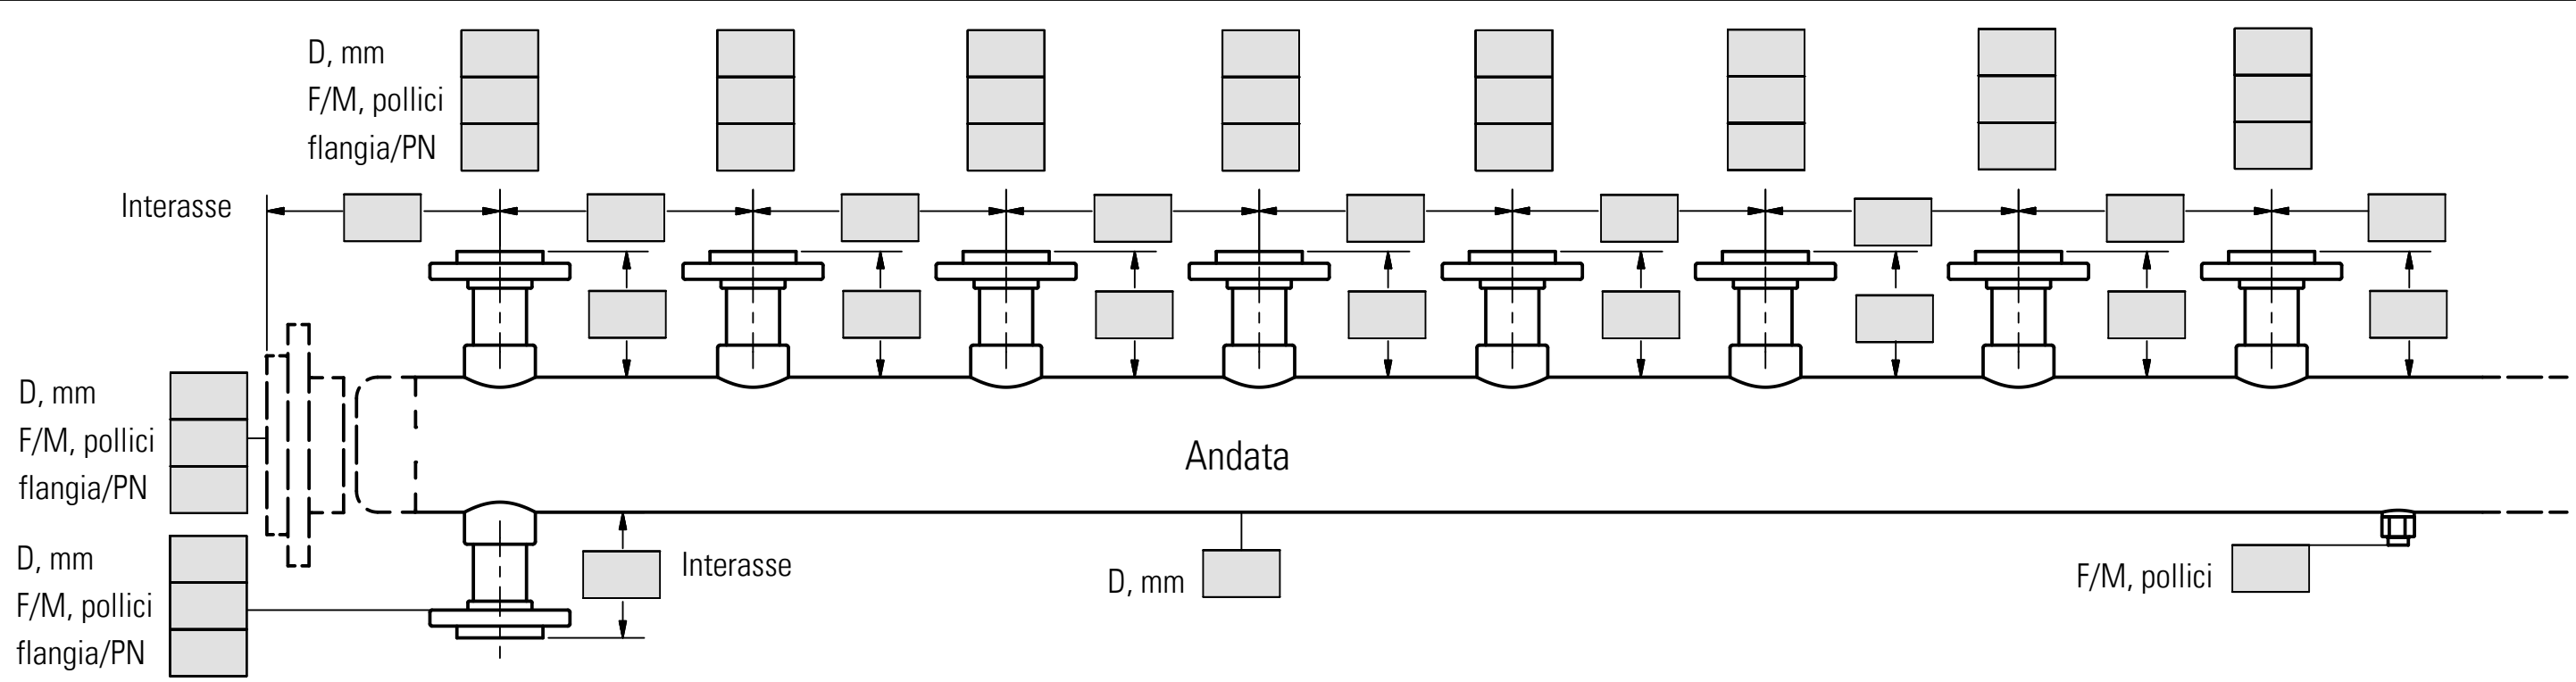 D, mm
F/M, pollici
flangia/PN
Interasse
D, mm
F/M, pollici
flangia/PN
Andata
D, mm
F/M, pollici
flangia/PN
Interasse
D, mm
F/M, pollici